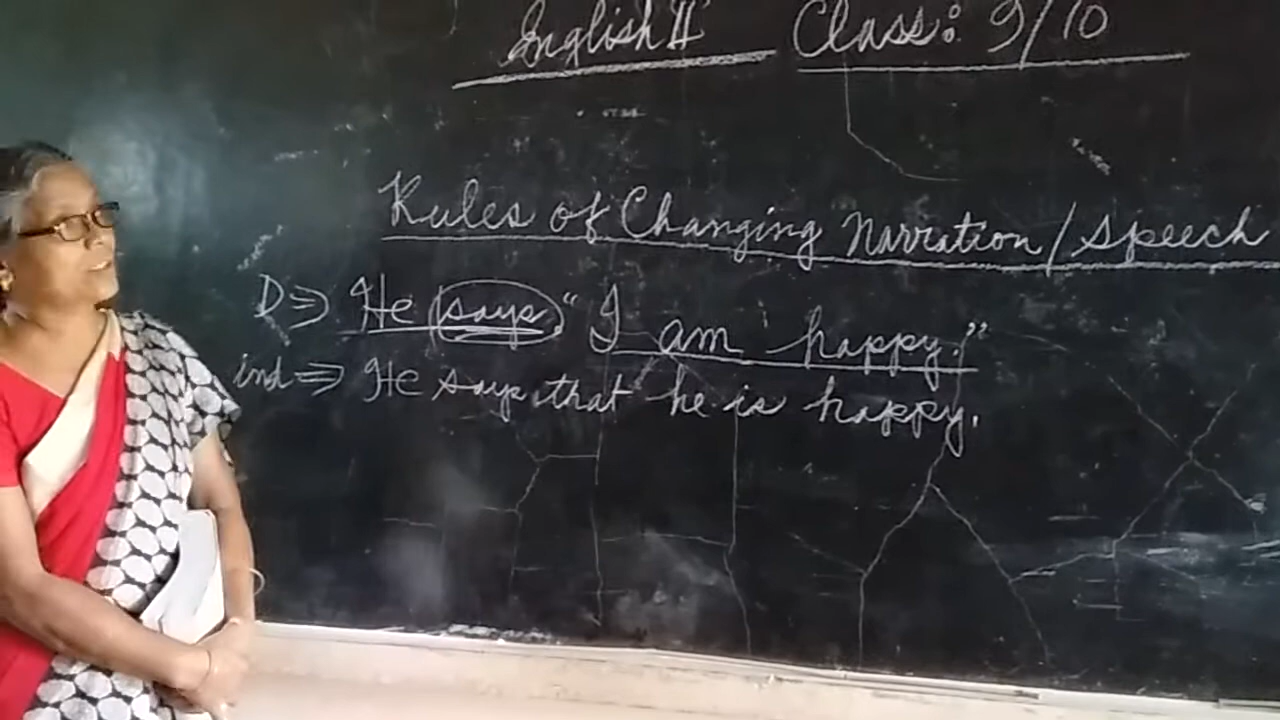 English II Class: 9/10
Rules of Changing Narration/Speech
D⇒ He says "I am happy."
ind ⇒ He says that he is happy.